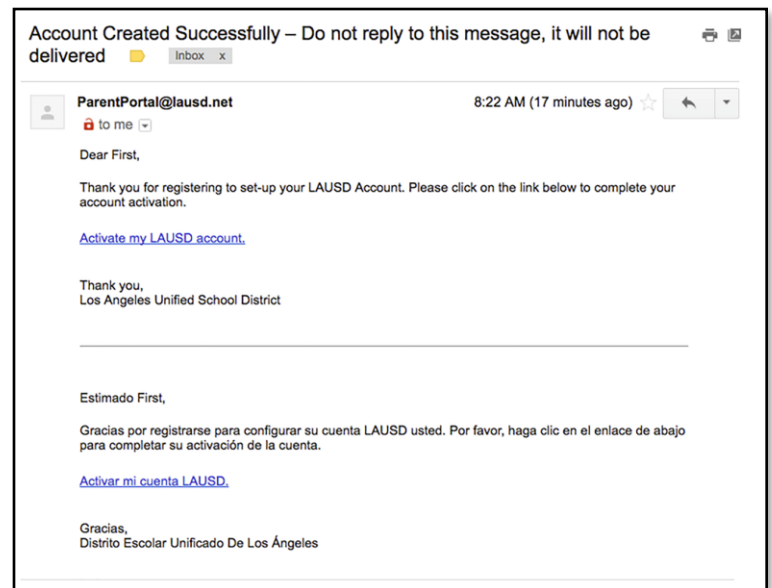 Account Created Successfully – Do not reply to this message, it will not be
delivered Inbox x
ParentPortal@lausd.net 8:22 AM (17 minutes ago)
to me
Dear First,
Thank you for registering to set-up your LAUSD Account. Please click on the link below to complete your
account activation.
Activate my LAUSD account.
Thank you,
Los Angeles Unified School District
Estimado First,
Gracias por registrarse para configurar su cuenta LAUSD usted. Por favor, haga clic en el enlace de abajo
para completar su activación de la cuenta.
Activar mi cuenta LAUSD.
Gracias,
Distrito Escolar Unificado De Los Ángeles